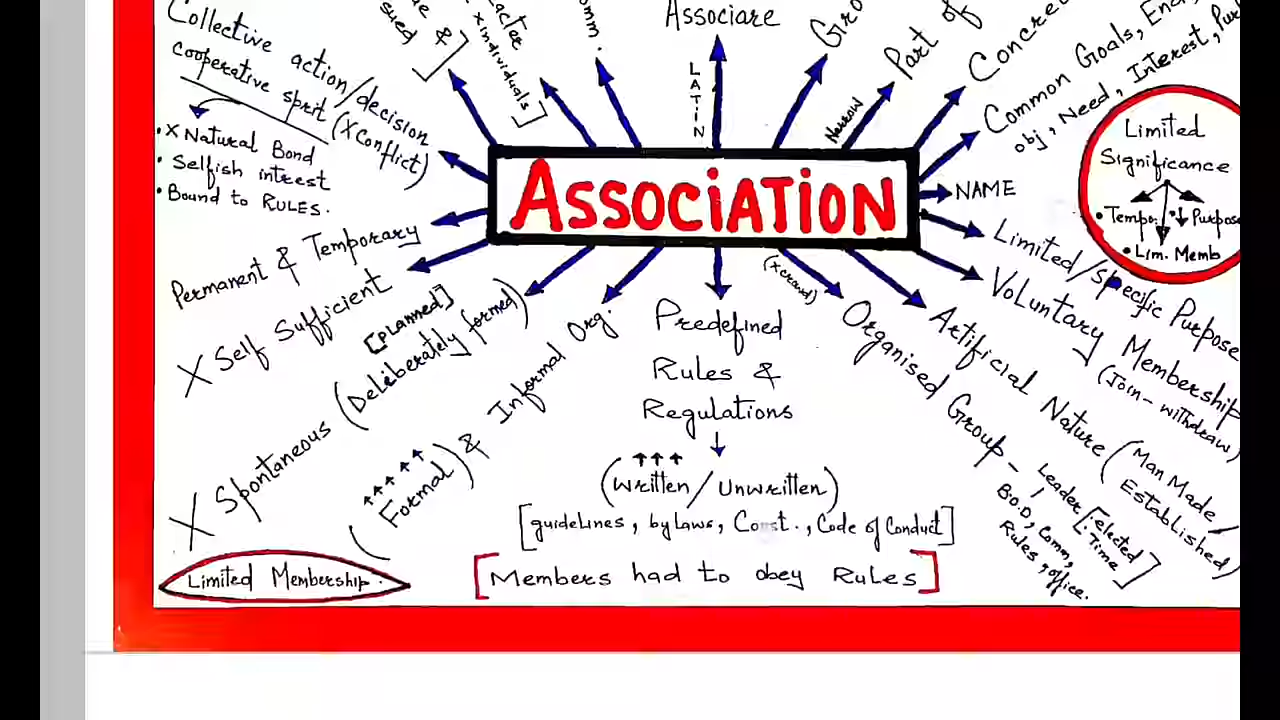 Associare
LATIN
Part of
Narrow
Common Goals,
obj, Need, Interest,
Collective action/decision
cooperative sprit (X Conflict)
• X Natural Bond
• Selfish interest
• Bound to RULES.
X individuals]
ASSOCiATiON
NAME
Limited
Significance
• Tempo.
• Purpose
• Lim. Memb
Limited/Specific Purpose
Voluntary Membership
(Join - withdraw)
Artificial Nature (Man Made/
Established)
(X crowd)
Organised Group - Leader [: elected
: Time]
B.O.D, Comm,
Rules, office.
Permanent & Temporary
X Self Sufficient
[Planned]
X Spontaneous (Deliberately formed)
(Formal) & Informal Org.
Predefined
Rules &
Regulations
(Written/Unwritten)
[guidelines, bylaws, Const., Code of Conduct]
[Members had to obey Rules]
Limited Membership.